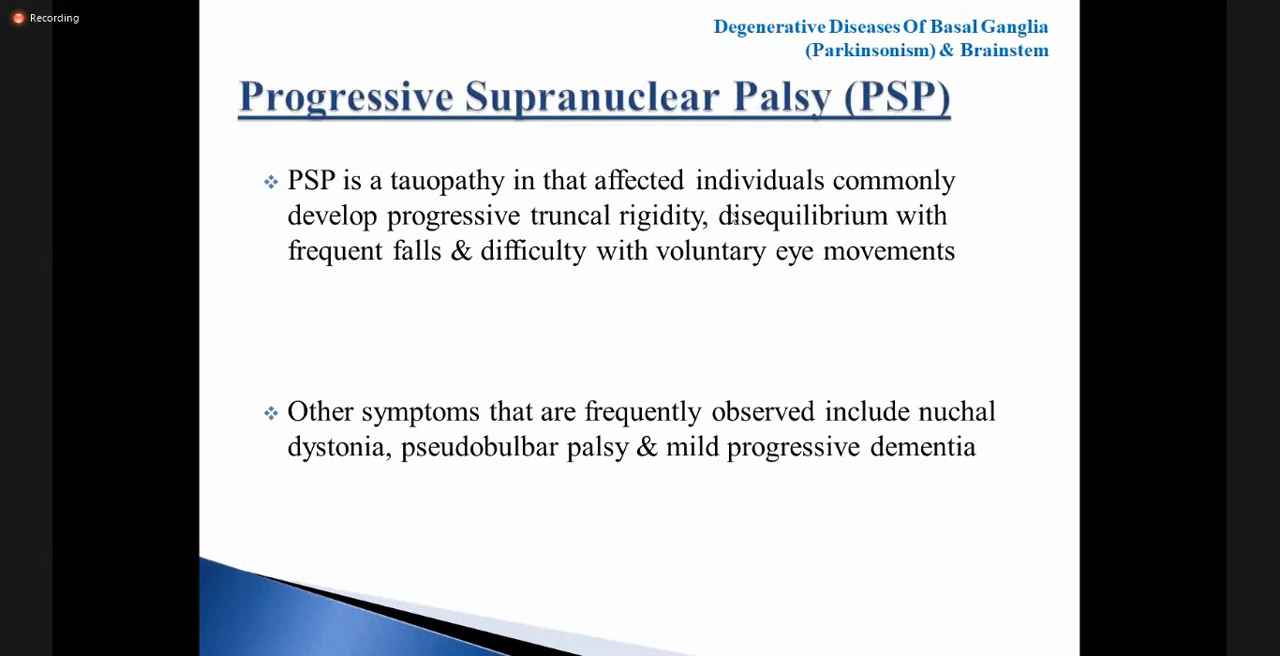 Recording
Degenerative Diseases Of Basal Ganglia
(Parkinsonism) & Brainstem
Progressive Supranuclear Palsy (PSP)
PSP is a tauopathy in that affected individuals commonly
develop progressive truncal rigidity, disequilibrium with
frequent falls & difficulty with voluntary eye movements
Other symptoms that are frequently observed include nuchal
dystonia, pseudobulbar palsy & mild progressive dementia